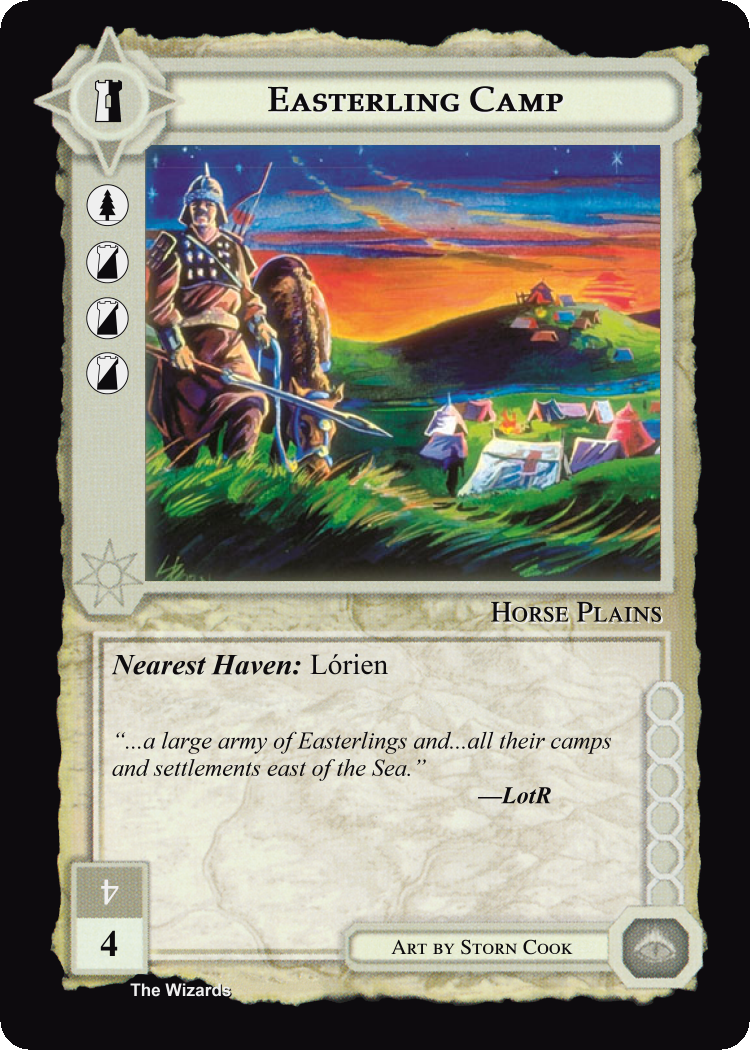 Easterling Camp
Horse Plains
Nearest Haven: Lórien
“...a large army of Easterlings and...all their camps
and settlements east of the Sea.”
—LotR
4
4
Art by Storn Cook
The Wizards